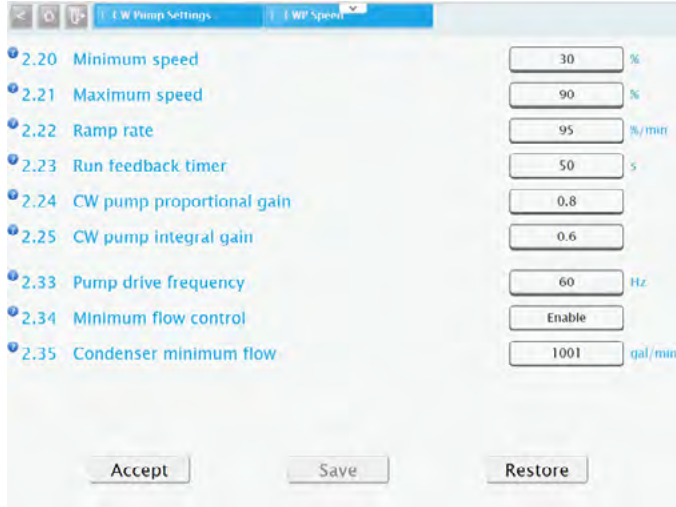 CW Pump Settings CWP Speed
2.20 Minimum speed 30 %
2.21 Maximum speed 90 %
2.22 Ramp rate 95 %/min
2.23 Run feedback timer 50 s
2.24 CW pump proportional gain 0.8
2.25 CW pump integral gain 0.6
2.33 Pump drive frequency 60 Hz
2.34 Minimum flow control Enable
2.35 Condenser minimum flow 1001 gal/min
Accept Save Restore